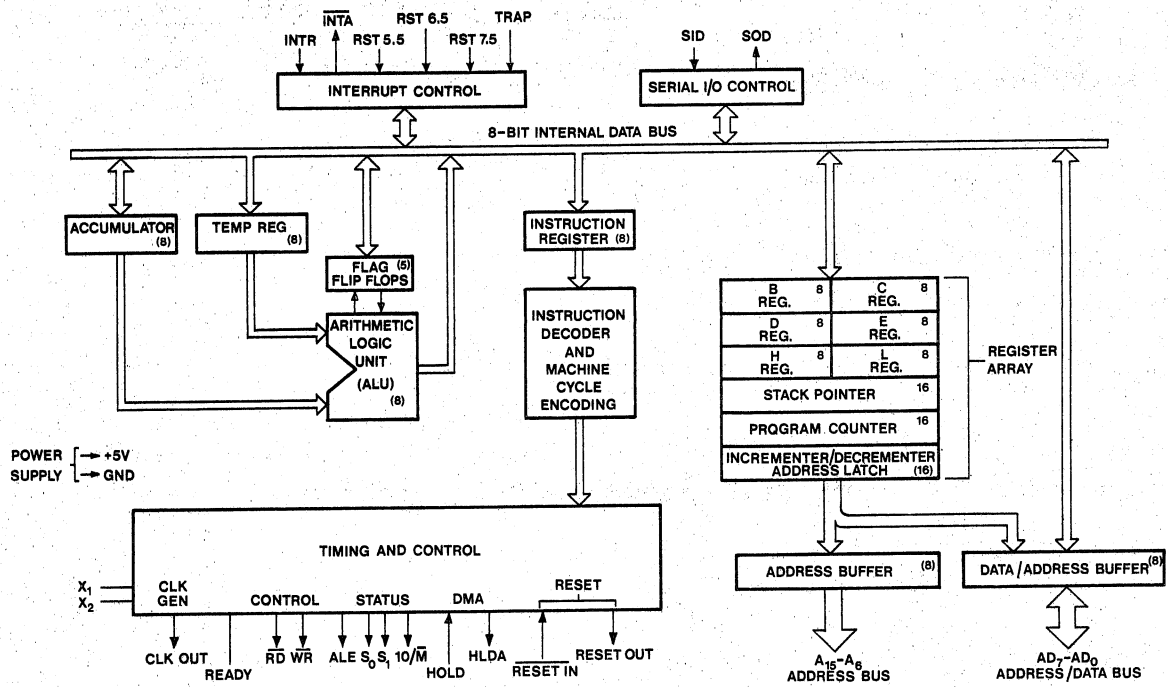 INTR
INTA
RST 5.5
RST 6.5
RST 7.5
TRAP
INTERRUPT CONTROL
SID
SOD
SERIAL I/O CONTROL
8-BIT INTERNAL DATA BUS
ACCUMULATOR
(8)
TEMP REG
(8)
FLAG (5)
FLIP FLOPS
ARITHMETIC
LOGIC
UNIT
(ALU)
(8)
INSTRUCTION
REGISTER (8)
INSTRUCTION
DECODER
AND
MACHINE
CYCLE
ENCODING
B 8
REG.
C 8
REG.
D 8
REG.
E 8
REG.
H 8
REG.
L 8
REG.
STACK POINTER 16
PROGRAM COUNTER 16
INCREMENTER/DECREMENTER
ADDRESS LATCH (16)
REGISTER
ARRAY
POWER
SUPPLY
+5V
GND
TIMING AND CONTROL
X1
X2
CLK
GEN
CONTROL
STATUS
DMA
RESET
CLK OUT
READY
RD WR
ALE S0 S1 10/M
HOLD
HLDA
RESET IN
RESET OUT
ADDRESS BUFFER (8)
DATA/ADDRESS BUFFER (8)
A15-A6
ADDRESS BUS
AD7-AD0
ADDRESS/DATA BUS